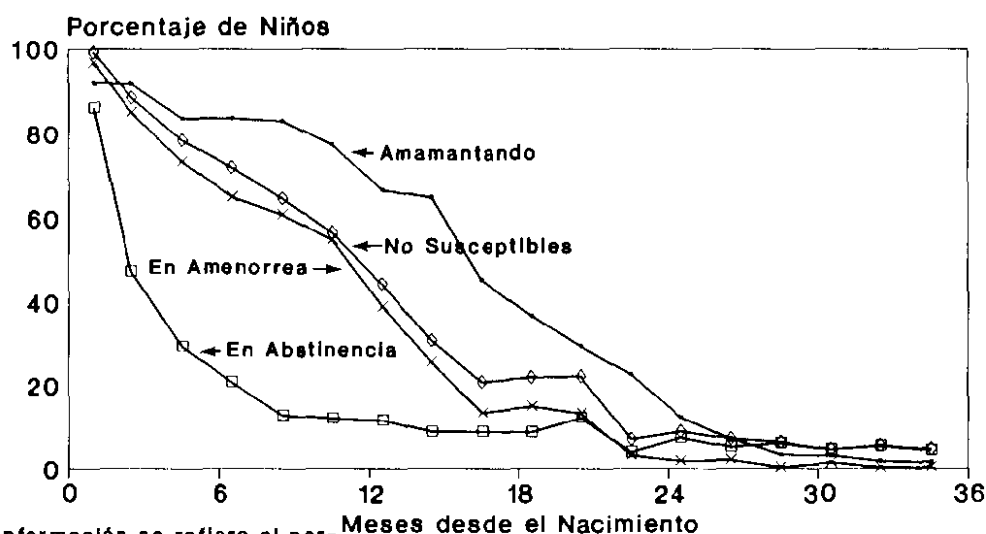 Porcentaje de Niños
100
80
60
40
20
0
Amamantando
No Susceptibles
En Amenorrea
En Abstinencia
0 6 12 18 24 30 36
Meses desde el Nacimiento